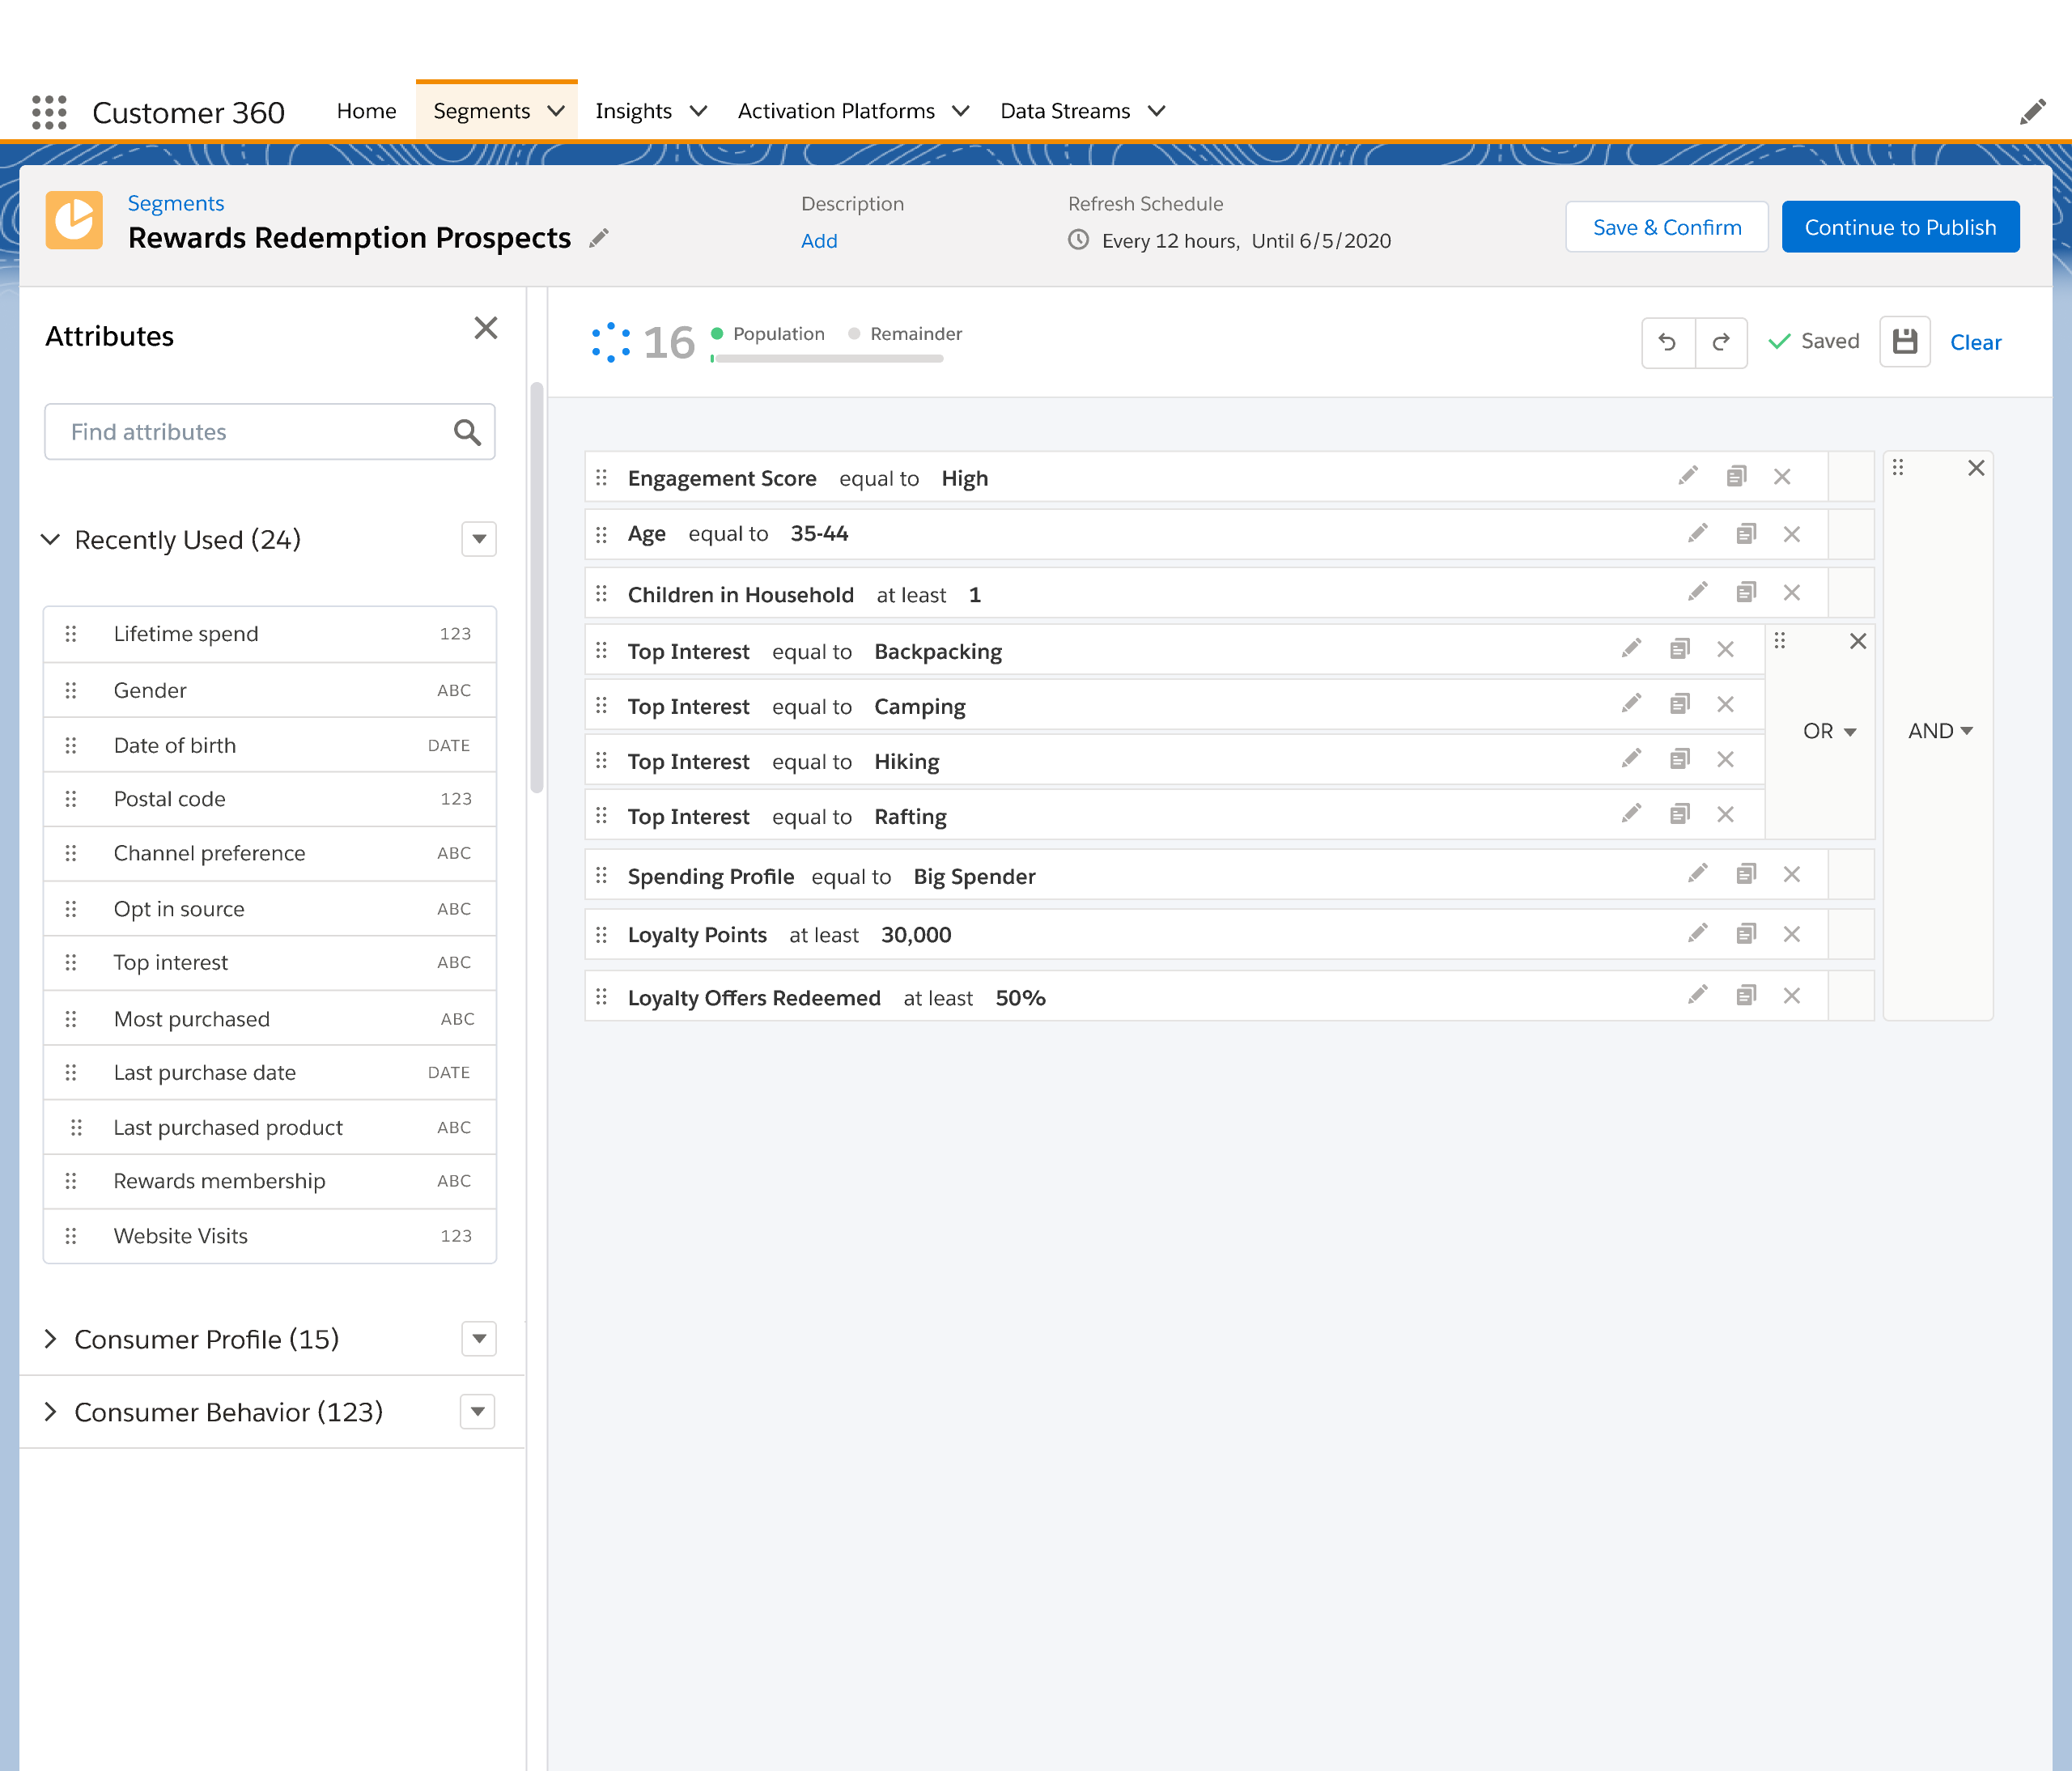 Customer 360 Home Segments Insights Activation Platforms Data Streams
Segments
Rewards Redemption Prospects
Description
Add
Refresh Schedule
Every 12 hours, Until 6/5/2020
Save & Confirm
Continue to Publish
Attributes
Find attributes
Recently Used (24)
Lifetime spend 123
Gender ABC
Date of birth DATE
Postal code 123
Channel preference ABC
Opt in source ABC
Top interest ABC
Most purchased ABC
Last purchase date DATE
Last purchased product ABC
Rewards membership ABC
Website Visits 123
Consumer Profile (15)
Consumer Behavior (123)
16 Population Remainder
Saved
Clear
Engagement Score equal to High
Age equal to 35-44
Children in Household at least 1
Top Interest equal to Backpacking
Top Interest equal to Camping
Top Interest equal to Hiking
Top Interest equal to Rafting
OR
AND
Spending Profile equal to Big Spender
Loyalty Points at least 30,000
Loyalty Offers Redeemed at least 50%